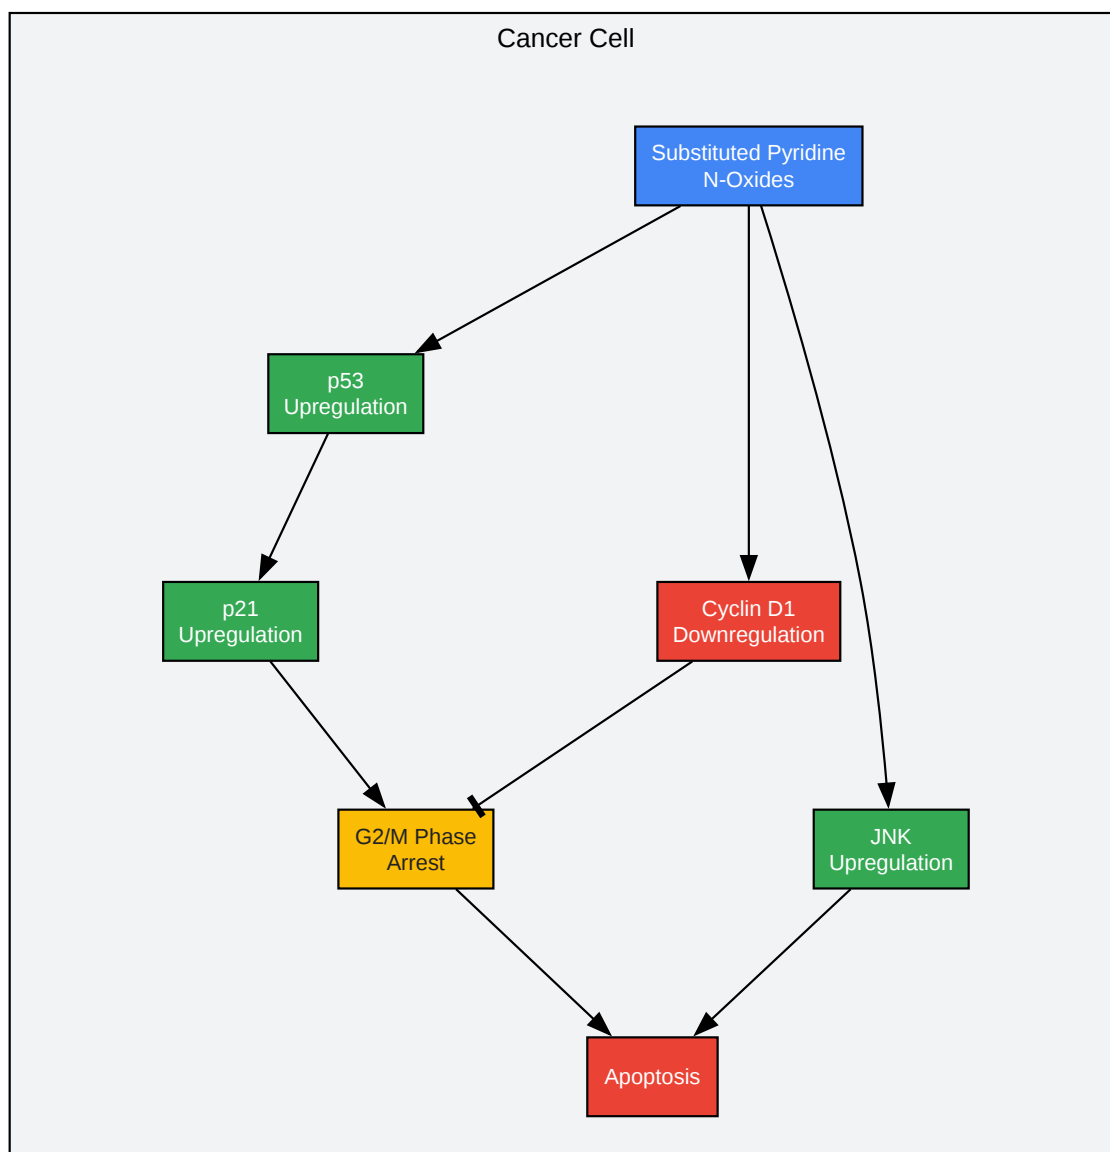 Cancer Cell
Substituted Pyridine
N-Oxides
p53
Upregulation
p21
Upregulation
Cyclin D1
Downregulation
G2/M Phase
Arrest
JNK
Upregulation
Apoptosis